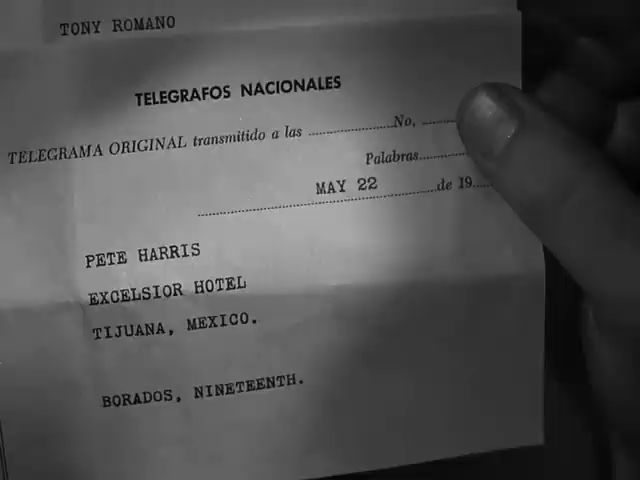 TONY ROMANO
TELEGRAFOS NACIONALES
TELEGRAMA ORIGINAL transmitido a las ..................No, ........
Palabras...........
MAY 22 ............de 19.....
PETE HARRIS
EXCELSIOR HOTEL
TIJUANA, MEXICO.
BORADOS, NINETEENTH.